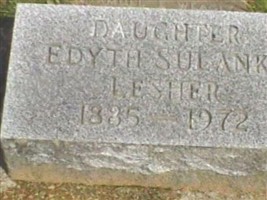 DAUGHTER
EDYTH SULANK
LESHER
1885 – 1972